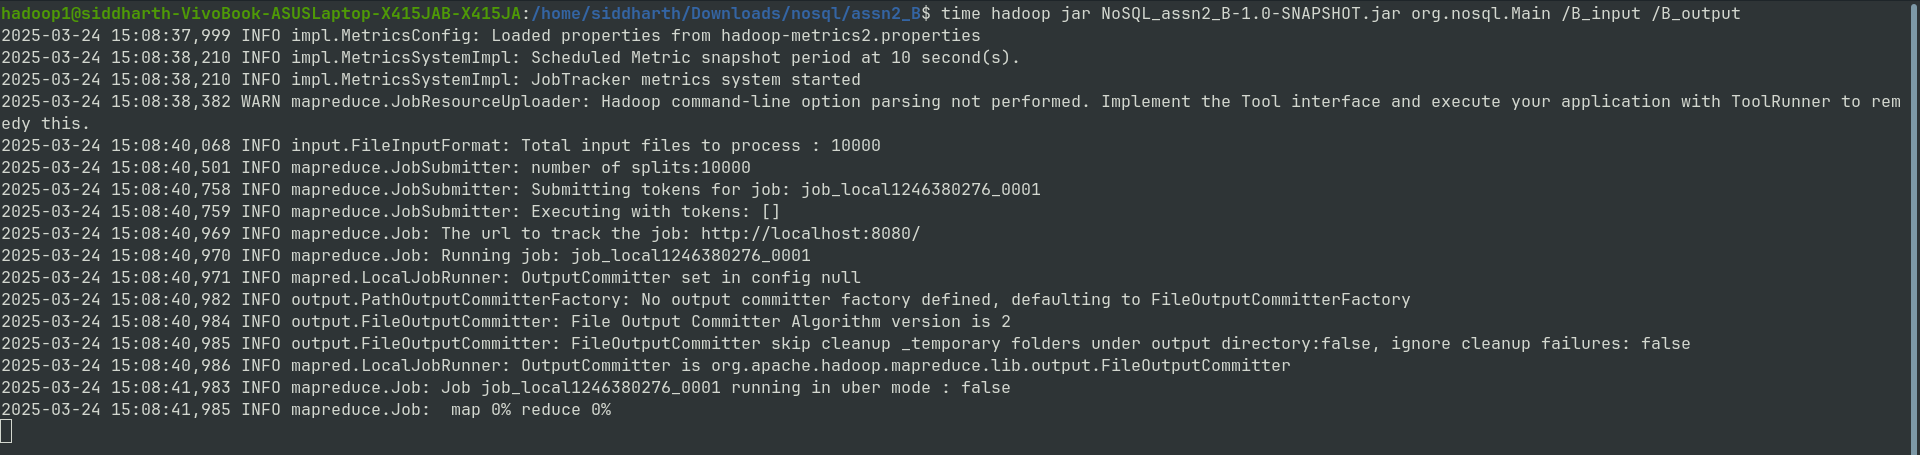 hadoop1@siddharth-VivoBook-ASUSLaptop-X415JAB-X415JA:/home/siddharth/Downloads/nosql/assn2_B$ time hadoop jar NoSQL_assn2_B-1.0-SNAPSHOT.jar org.nosql.Main /B_input /B_output
2025-03-24 15:08:37,999 INFO impl.MetricsConfig: Loaded properties from hadoop-metrics2.properties
2025-03-24 15:08:38,210 INFO impl.MetricsSystemImpl: Scheduled Metric snapshot period at 10 second(s).
2025-03-24 15:08:38,210 INFO impl.MetricsSystemImpl: JobTracker metrics system started
2025-03-24 15:08:38,382 WARN mapreduce.JobResourceUploader: Hadoop command-line option parsing not performed. Implement the Tool interface and execute your application with ToolRunner to rem
edy this.
2025-03-24 15:08:40,068 INFO input.FileInputFormat: Total input files to process : 10000
2025-03-24 15:08:40,501 INFO mapreduce.JobSubmitter: number of splits:10000
2025-03-24 15:08:40,758 INFO mapreduce.JobSubmitter: Submitting tokens for job: job_local1246380276_0001
2025-03-24 15:08:40,759 INFO mapreduce.JobSubmitter: Executing with tokens: []
2025-03-24 15:08:40,969 INFO mapreduce.Job: The url to track the job: http://localhost:8080/
2025-03-24 15:08:40,970 INFO mapreduce.Job: Running job: job_local1246380276_0001
2025-03-24 15:08:40,971 INFO mapred.LocalJobRunner: OutputCommitter set in config null
2025-03-24 15:08:40,982 INFO output.PathOutputCommitterFactory: No output committer factory defined, defaulting to FileOutputCommitterFactory
2025-03-24 15:08:40,984 INFO output.FileOutputCommitter: File Output Committer Algorithm version is 2
2025-03-24 15:08:40,985 INFO output.FileOutputCommitter: FileOutputCommitter skip cleanup _temporary folders under output directory:false, ignore cleanup failures: false
2025-03-24 15:08:40,986 INFO mapred.LocalJobRunner: OutputCommitter is org.apache.hadoop.mapreduce.lib.output.FileOutputCommitter
2025-03-24 15:08:41,983 INFO mapreduce.Job: Job job_local1246380276_0001 running in uber mode : false
2025-03-24 15:08:41,985 INFO mapreduce.Job:  map 0% reduce 0%